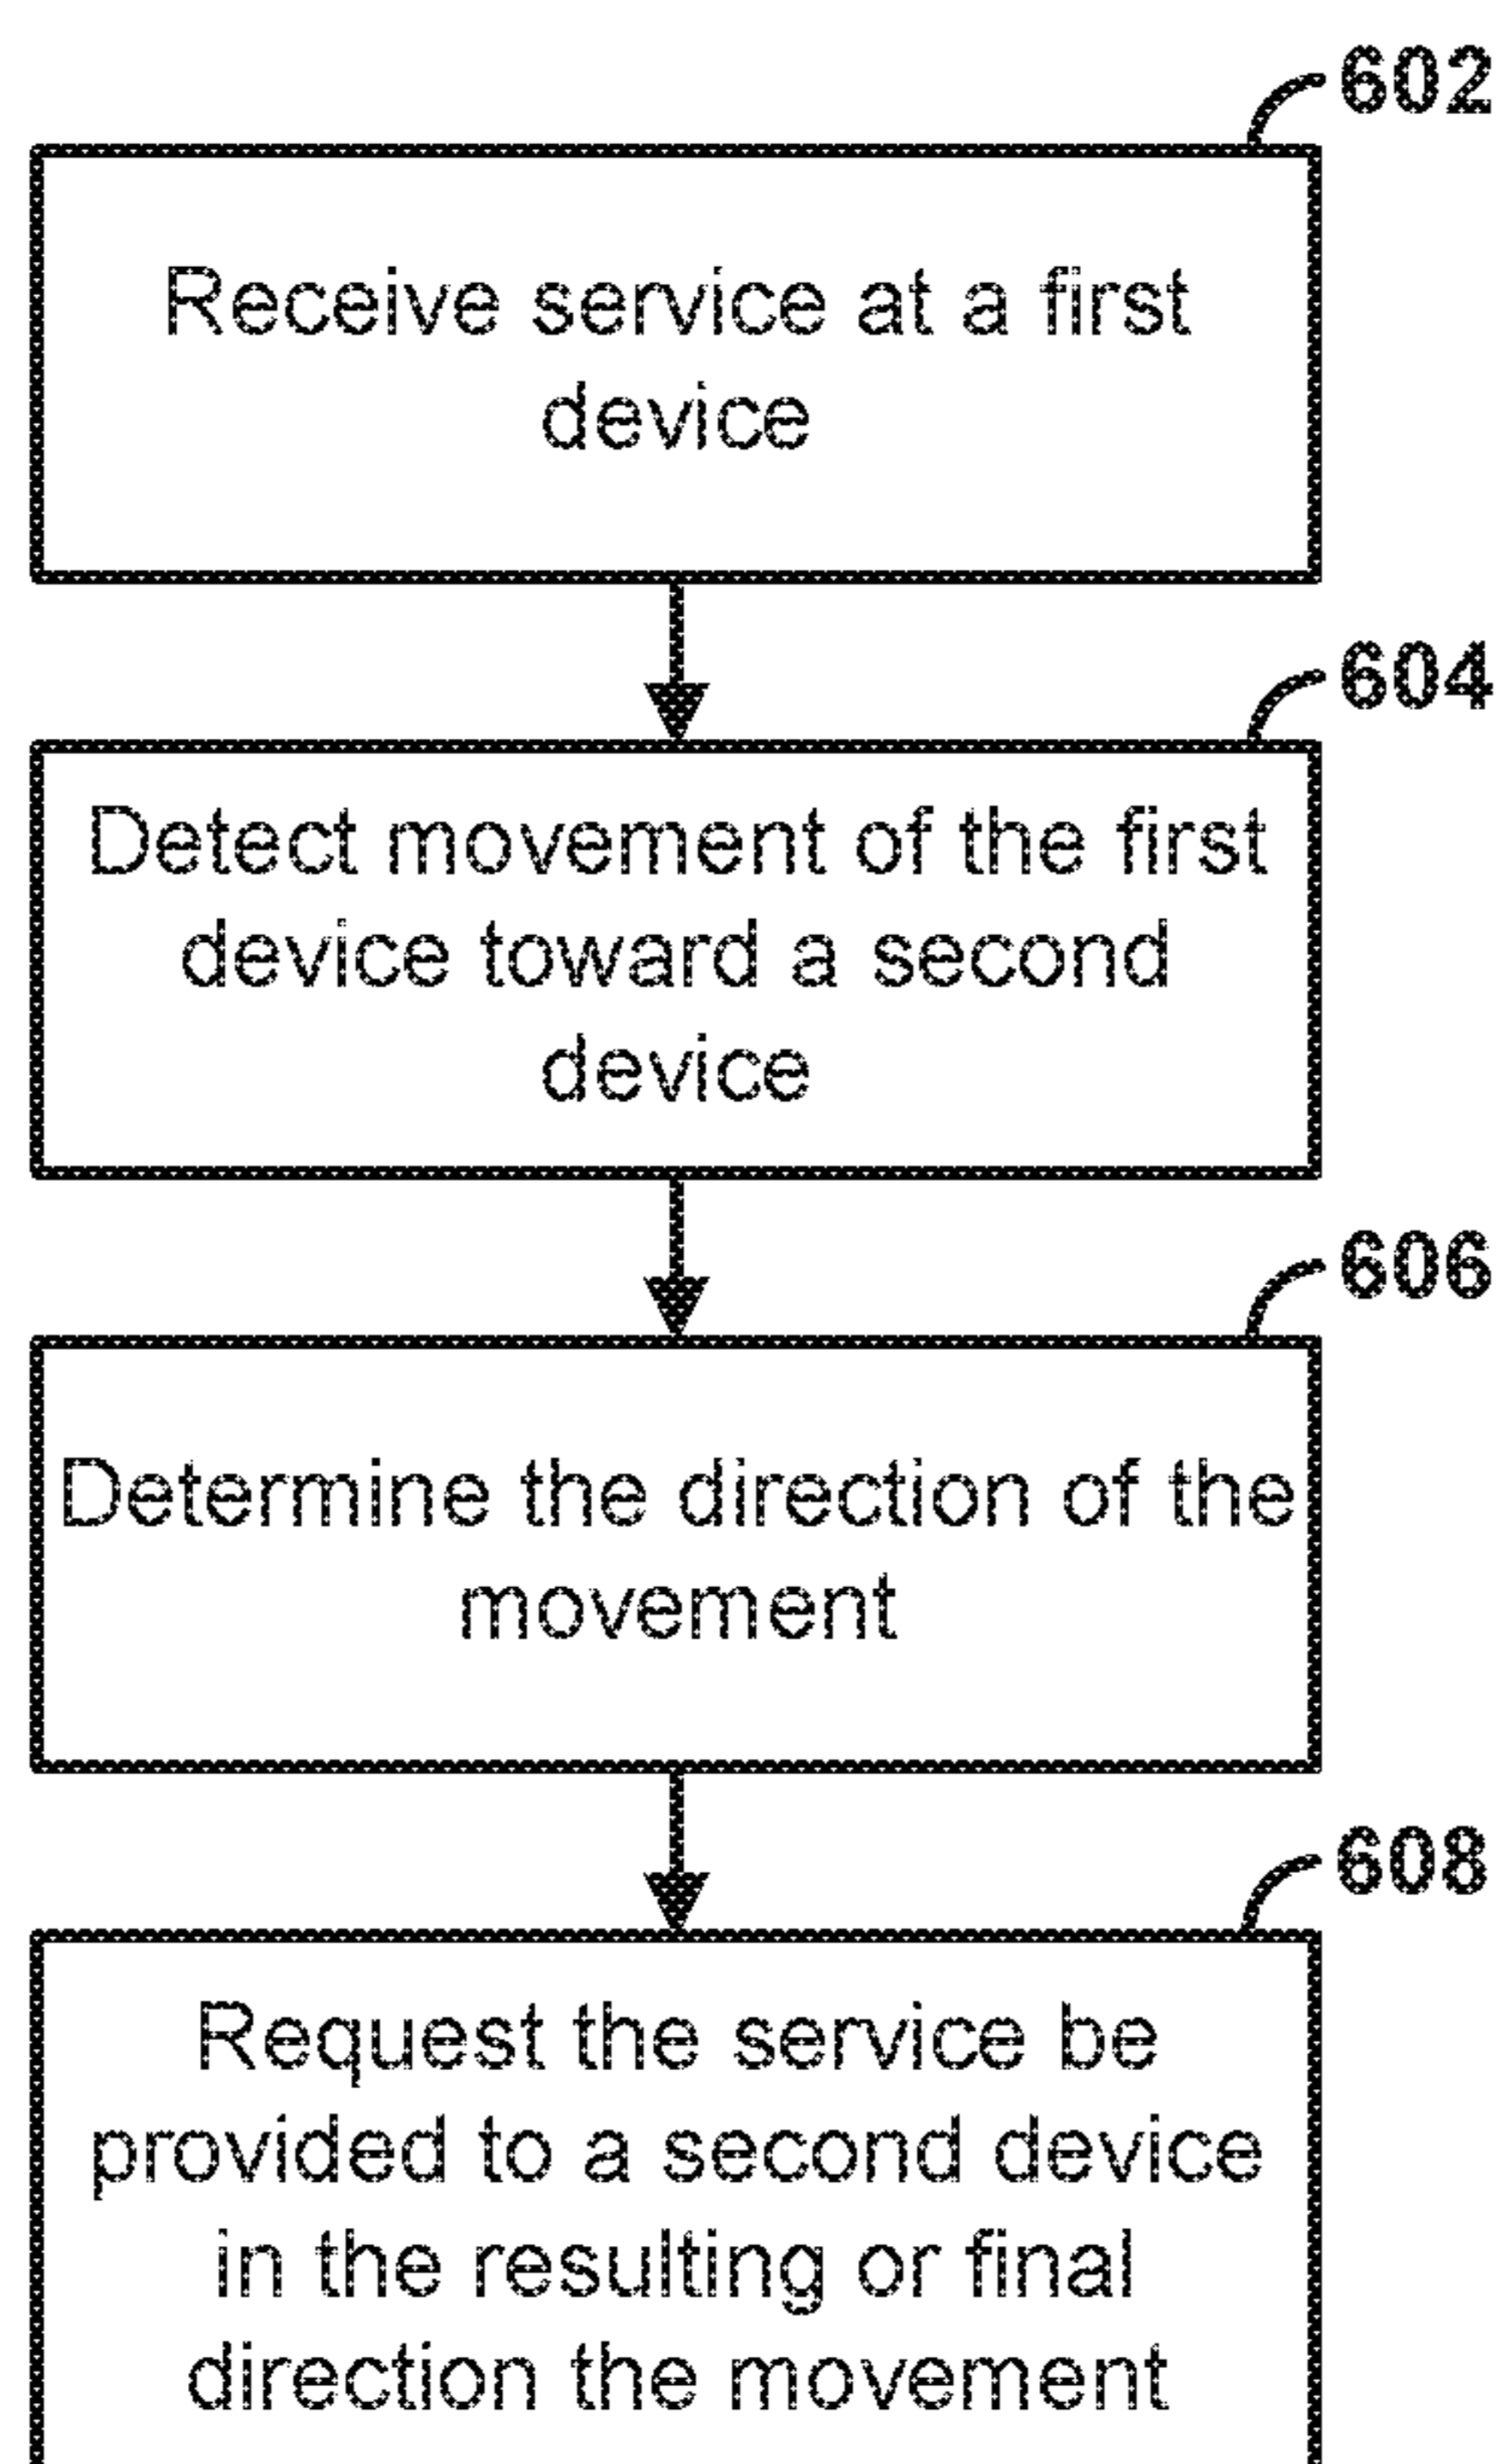 602
Receive service at a first
device
604
Detect movement of the first
device toward a second
device
606
Determine the direction of the
movement
608
Request the service be
provided to a second device
in the resulting or final
direction the movement